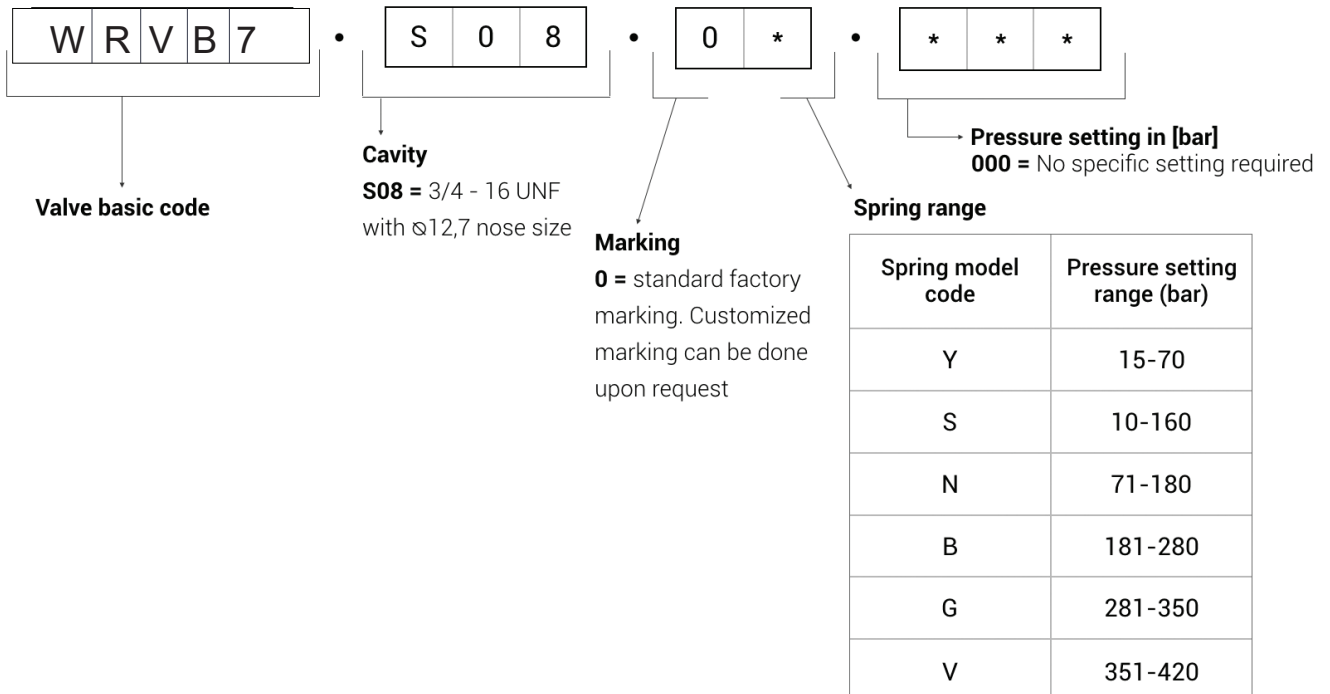 W R V B 7 • S 0 8 • 0 * • * * *
Valve basic code
Cavity
S08 = 3/4 - 16 UNF
with ⌀12,7 nose size
Marking
0 = standard factory
marking. Customized
marking can be done
upon request
Pressure setting in [bar]
000 = No specific setting required
Spring range
Spring model code Pressure setting range (bar)
Y 15-70
S 10-160
N 71-180
B 181-280
G 281-350
V 351-420